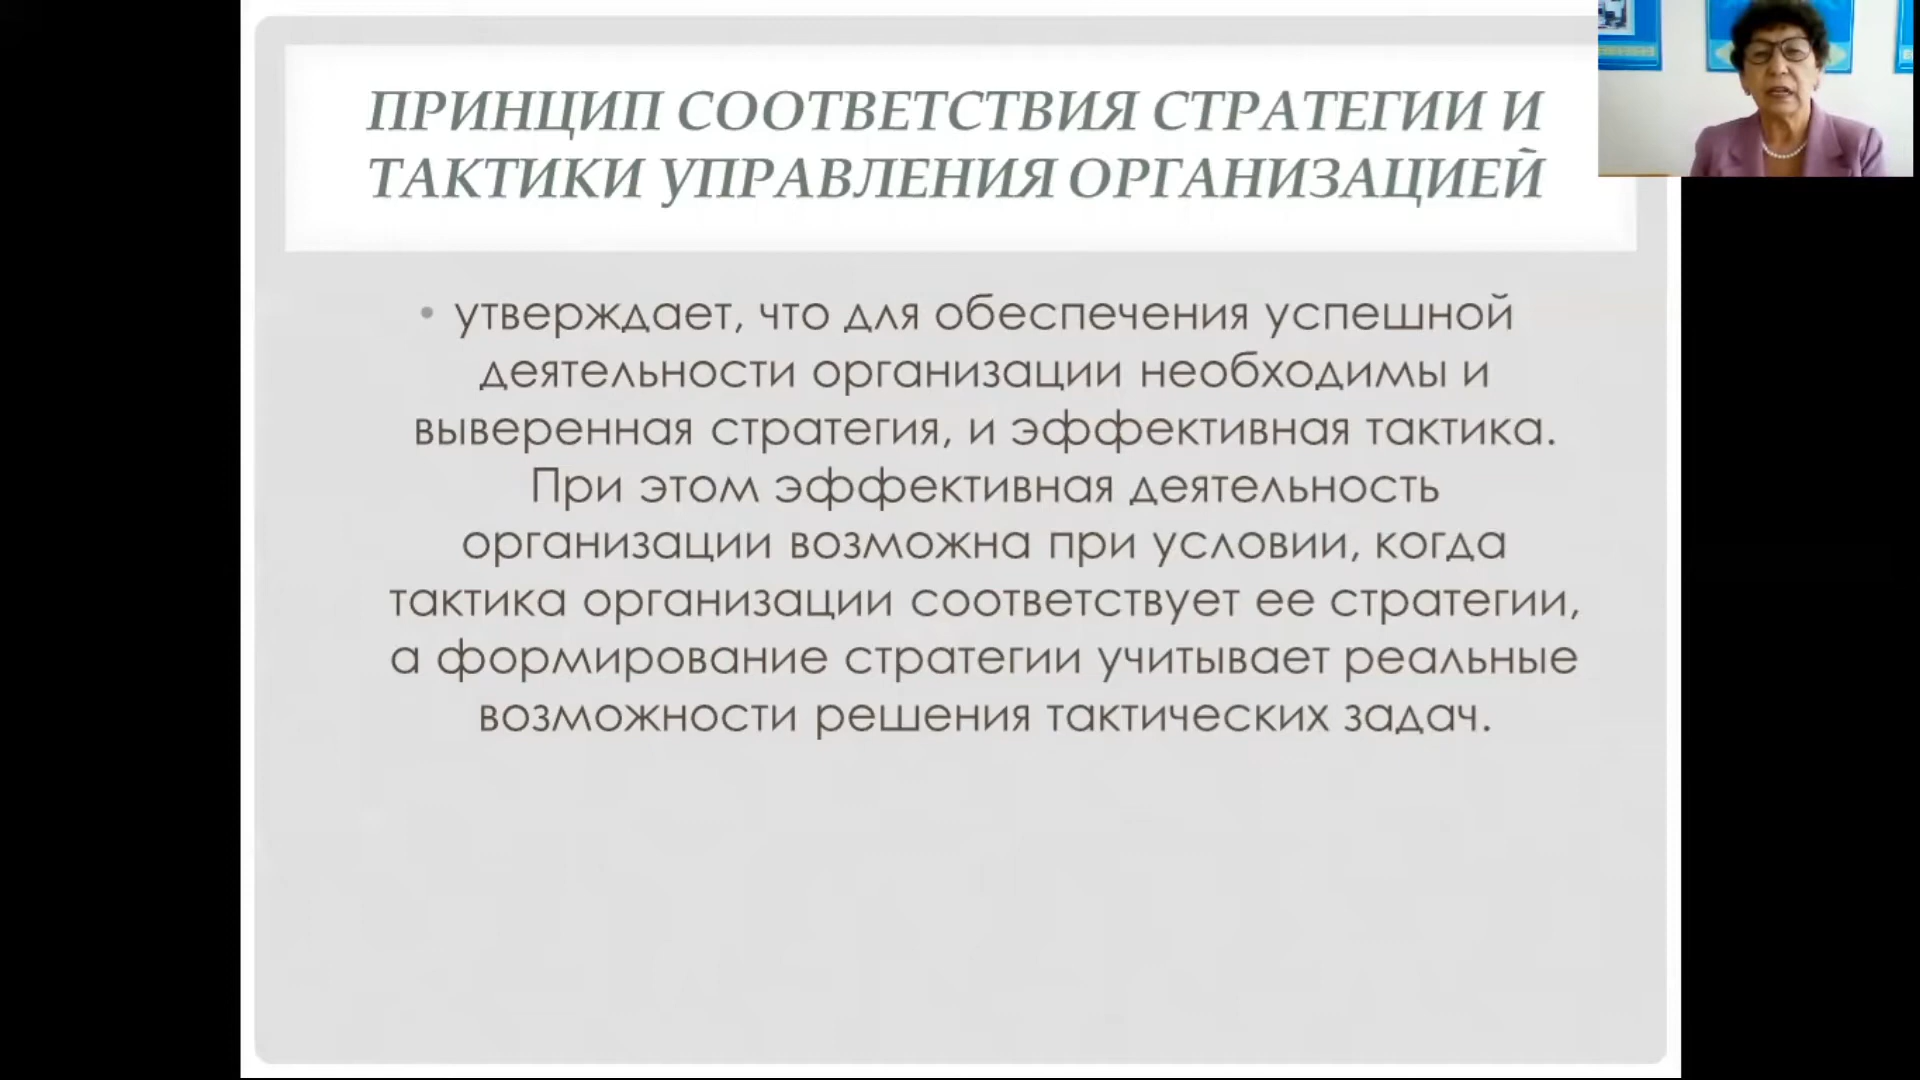 ПРИНЦИП СООТВЕТСТВИЯ СТРАТЕГИИ И
ТАКТИКИ УПРАВЛЕНИЯ ОРГАНИЗАЦИЕЙ
• утверждает, что для обеспечения успешной
деятельности организации необходимы и
выверенная стратегия, и эффективная тактика.
При этом эффективная деятельность
организации возможна при условии, когда
тактика организации соответствует ее стратегии,
а формирование стратегии учитывает реальные
возможности решения тактических задач.